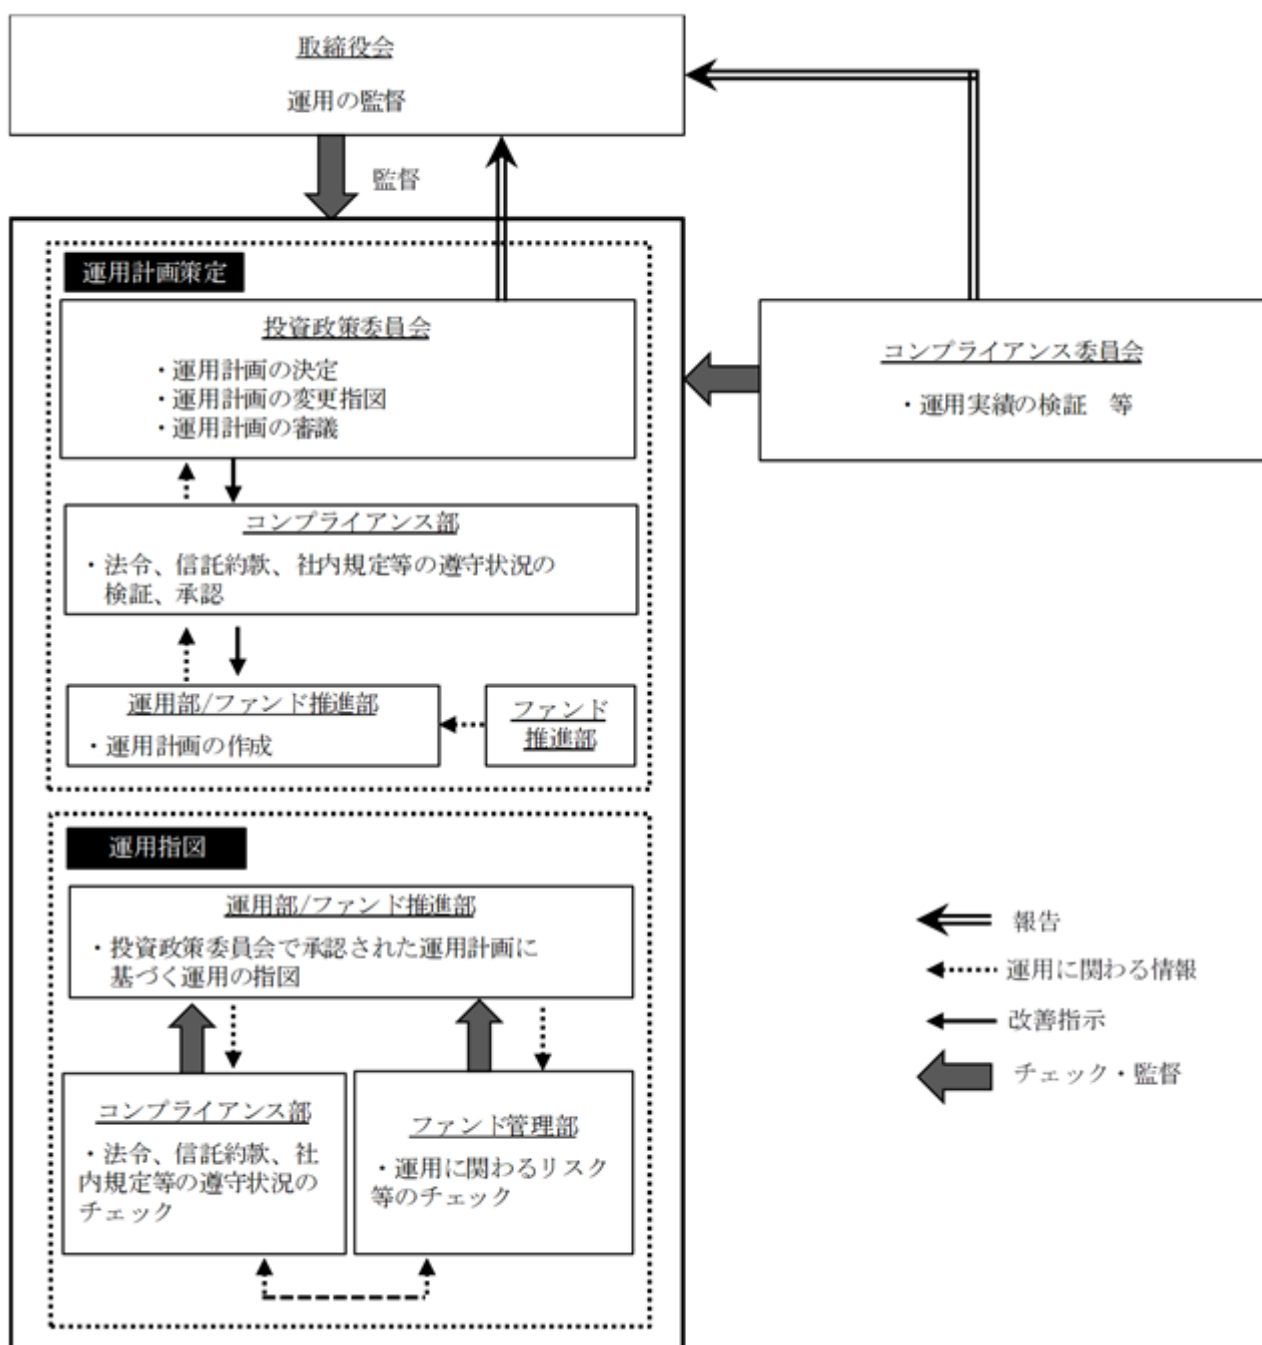 取締役会
運用の監督
監督
運用計画策定
投資政策委員会
・運用計画の決定
・運用計画の変更指図
・運用計画の審議
コンプライアンス委員会
・運用実績の検証　等
コンプライアンス部
・法令、信託約款、社内規定等の遵守状況の
検証、承認
運用部/ファンド推進部
・運用計画の作成
ファンド
推進部
運用指図
運用部/ファンド推進部
・投資政策委員会で承認された運用計画に
基づく運用の指図
コンプライアンス部
・法令、信託約款、社
内規定等の遵守状況の
チェック
ファンド管理部
・運用に関わるリスク
等のチェック
報告
運用に関わる情報
改善指示
チェック・監督